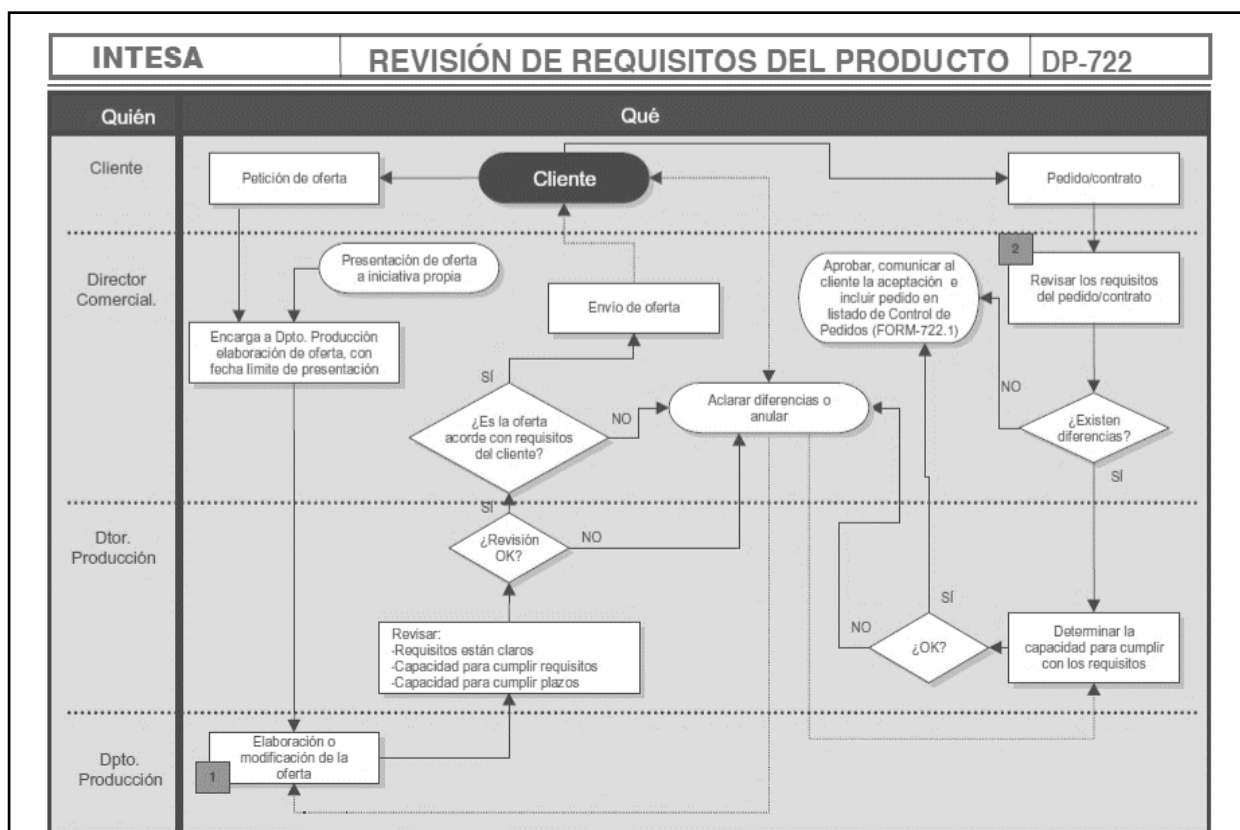 INTESA
REVISIÓN DE REQUISITOS DEL PRODUCTO
DP-722
Quién
Qué
Cliente
Petición de oferta
Cliente
Pedido/contrato
Director
Comercial.
Presentación de oferta
a iniciativa propia
Encarga a Dpto. Producción
elaboración de oferta, con
fecha límite de presentación
Envío de oferta
Aprobar, comunicar al
cliente la aceptación e
incluir pedido en
listado de Control de
Pedidos (FORM-722.1)
2
Revisar los requisitos
del pedido/contrato
SÍ
¿Es la oferta
acorde con requisitos
del cliente?
NO
Aclarar diferencias o
anular
NO
¿Existen
diferencias?
SÍ
Dtor.
Producción
SÍ
¿Revisión
OK?
NO
Revisar:
-Requisitos están claros
-Capacidad para cumplir requisitos
-Capacidad para cumplir plazos
NO
¿OK?
SÍ
Determinar la
capacidad para cumplir
con los requisitos
Dpto.
Producción
1
Elaboración o
modificación de la
oferta